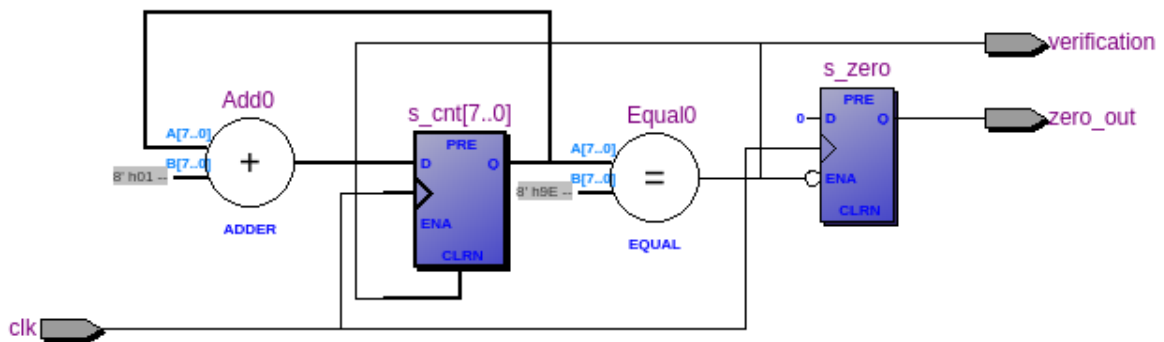 verification
s_zero
Add0
s_cnt[7..0]
Equal0
PRE
0
D
Q
zero_out
A[7..0]
B[7..0]
8' h01 --
+
PRE
D
Q
A[7..0]
B[7..0]
8' h9E --
=
ENA
CLRN
ENA
CLRN
ADDER
EQUAL
clk